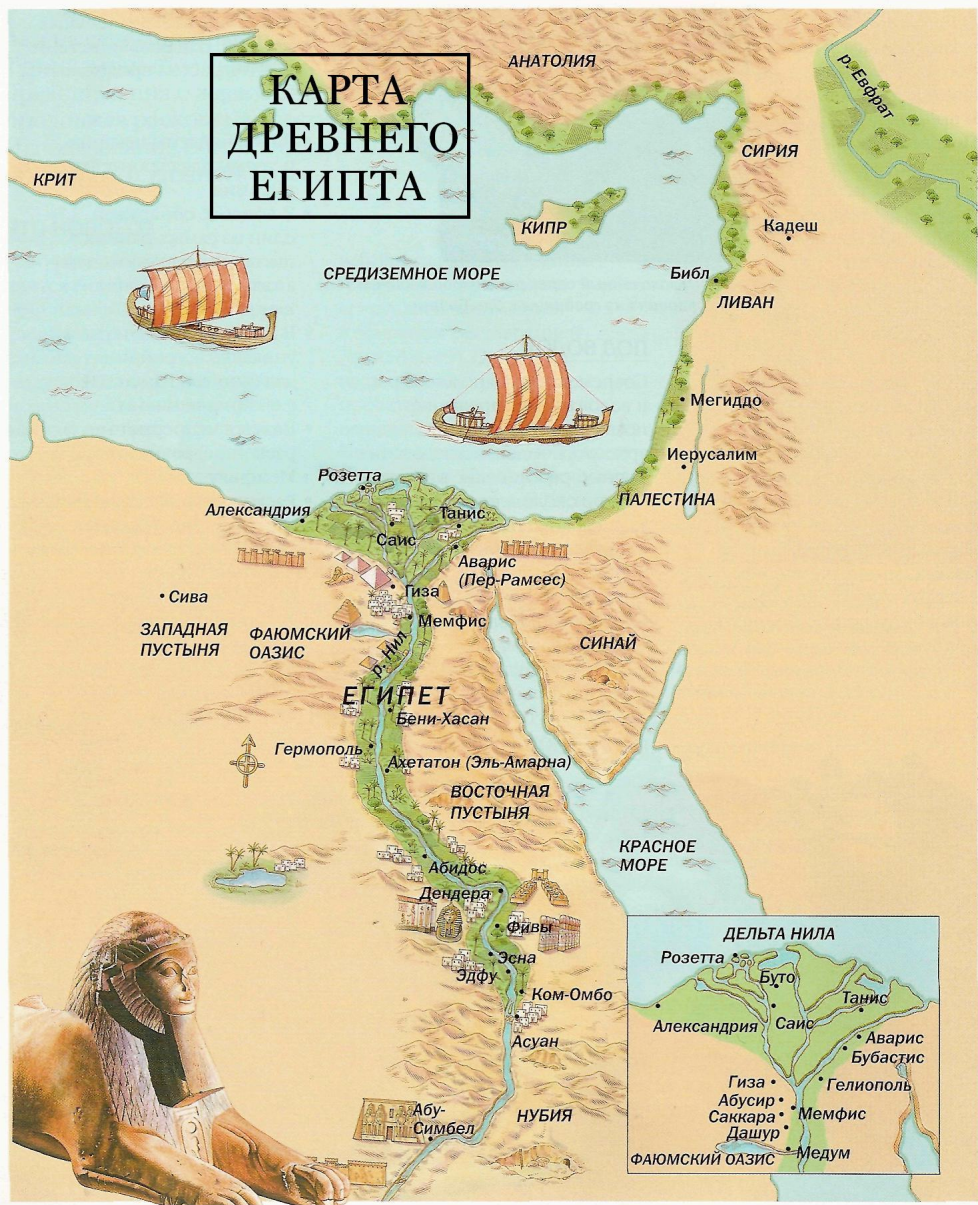 КАРТА
ДРЕВНЕГО
ЕГИПТА
АНАТОЛИЯ
р. Евфрат
СИРИЯ
КРИТ
КИПР
Кадеш
СРЕДИЗЕМНОЕ МОРЕ
Библ
ЛИВАН
Мегиддо
Иерусалим
ПАЛЕСТИНА
Розетта
Александрия
Танис
Саис
Аварис
(Пер-Рамсес)
Гиза
Сива
Мемфис
ЗАПАДНАЯ
ПУСТЫНЯ
ФАЮМСКИЙ
ОАЗИС
р. Нил
СИНАЙ
ЕГИПЕТ
Бени-Хасан
Гермополь
Ахетатон (Эль-Амарна)
ВОСТОЧНАЯ
ПУСТЫНЯ
КРАСНОЕ
МОРЕ
Абидос
Дендера
Фивы
Эсна
Эдфу
Ком-Омбо
Асуан
Абу-
Симбел
НУБИЯ
ДЕЛЬТА НИЛА
Розетта
Буто
Танис
Александрия
Саис
Аварис
Бубастис
Гиза
Гелиополь
Абусир
Саккара
Мемфис
Дашур
ФАЮМСКИЙ ОАЗИС
Медум